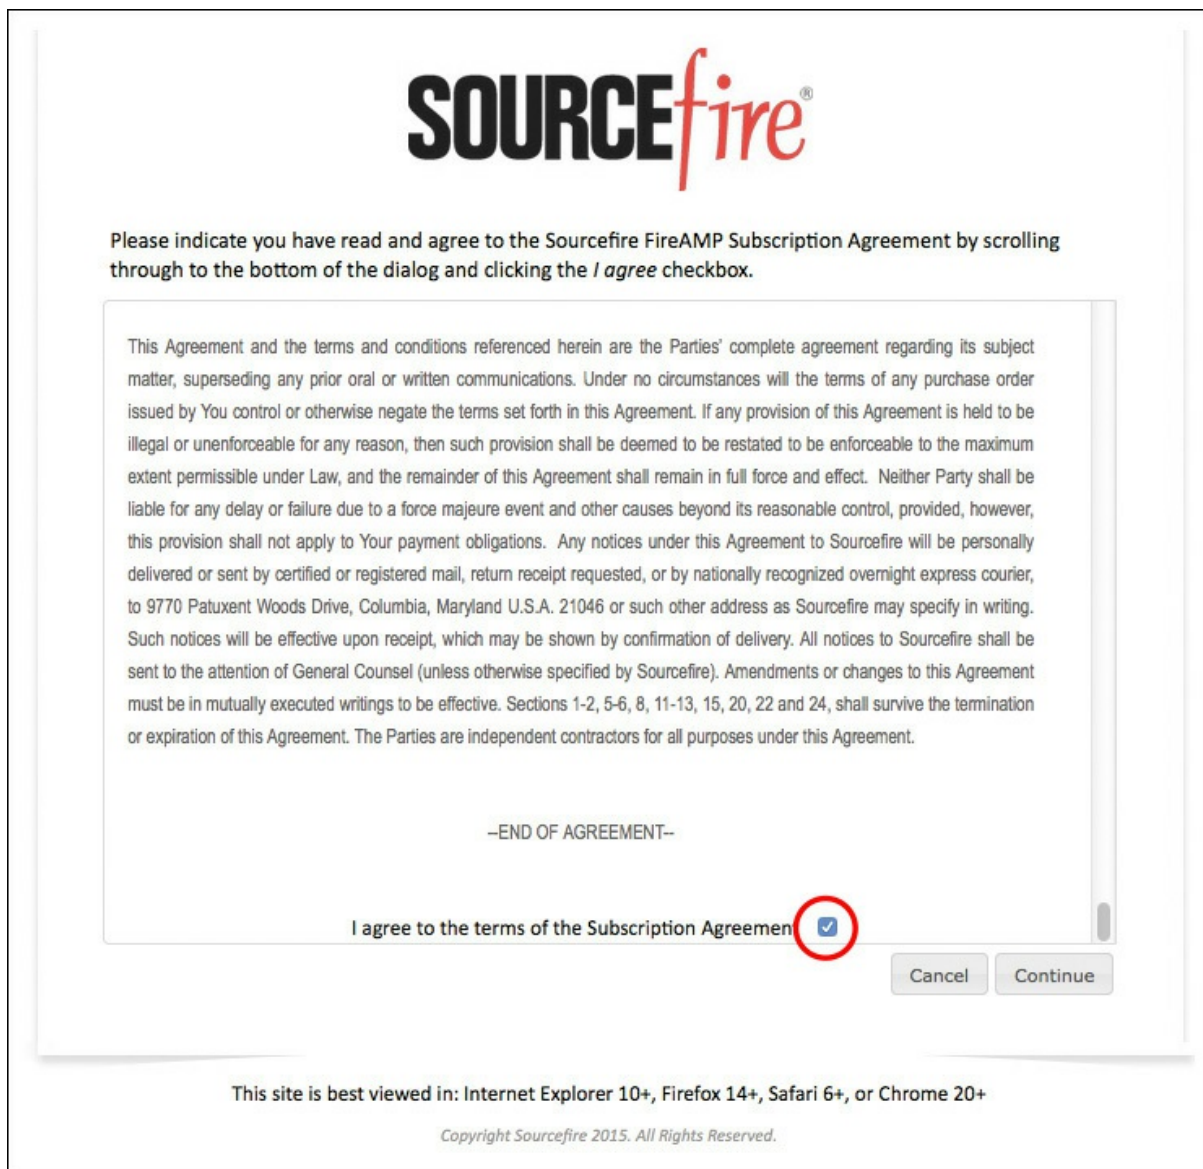 SOURCEfire®
Please indicate you have read and agree to the Sourcefire FireAMP Subscription Agreement by scrolling
through to the bottom of the dialog and clicking the I agree checkbox.
This Agreement and the terms and conditions referenced herein are the Parties' complete agreement regarding its subject
matter, superseding any prior oral or written communications. Under no circumstances will the terms of any purchase order
issued by You control or otherwise negate the terms set forth in this Agreement. If any provision of this Agreement is held to be
illegal or unenforceable for any reason, then such provision shall be deemed to be restated to be enforceable to the maximum
extent permissible under Law, and the remainder of this Agreement shall remain in full force and effect. Neither Party shall be
liable for any delay or failure due to a force majeure event and other causes beyond its reasonable control, provided, however,
this provision shall not apply to Your payment obligations. Any notices under this Agreement to Sourcefire will be personally
delivered or sent by certified or registered mail, return receipt requested, or by nationally recognized overnight express courier,
to 9770 Patuxent Woods Drive, Columbia, Maryland U.S.A. 21046 or such other address as Sourcefire may specify in writing.
Such notices will be effective upon receipt, which may be shown by confirmation of delivery. All notices to Sourcefire shall be
sent to the attention of General Counsel (unless otherwise specified by Sourcefire). Amendments or changes to this Agreement
must be in mutually executed writings to be effective. Sections 1-2, 5-6, 8, 11-13, 15, 20, 22 and 24, shall survive the termination
or expiration of this Agreement. The Parties are independent contractors for all purposes under this Agreement.
--END OF AGREEMENT--
I agree to the terms of the Subscription Agreement
Cancel Continue
This site is best viewed in: Internet Explorer 10+, Firefox 14+, Safari 6+, or Chrome 20+
Copyright Sourcefire 2015. All Rights Reserved.